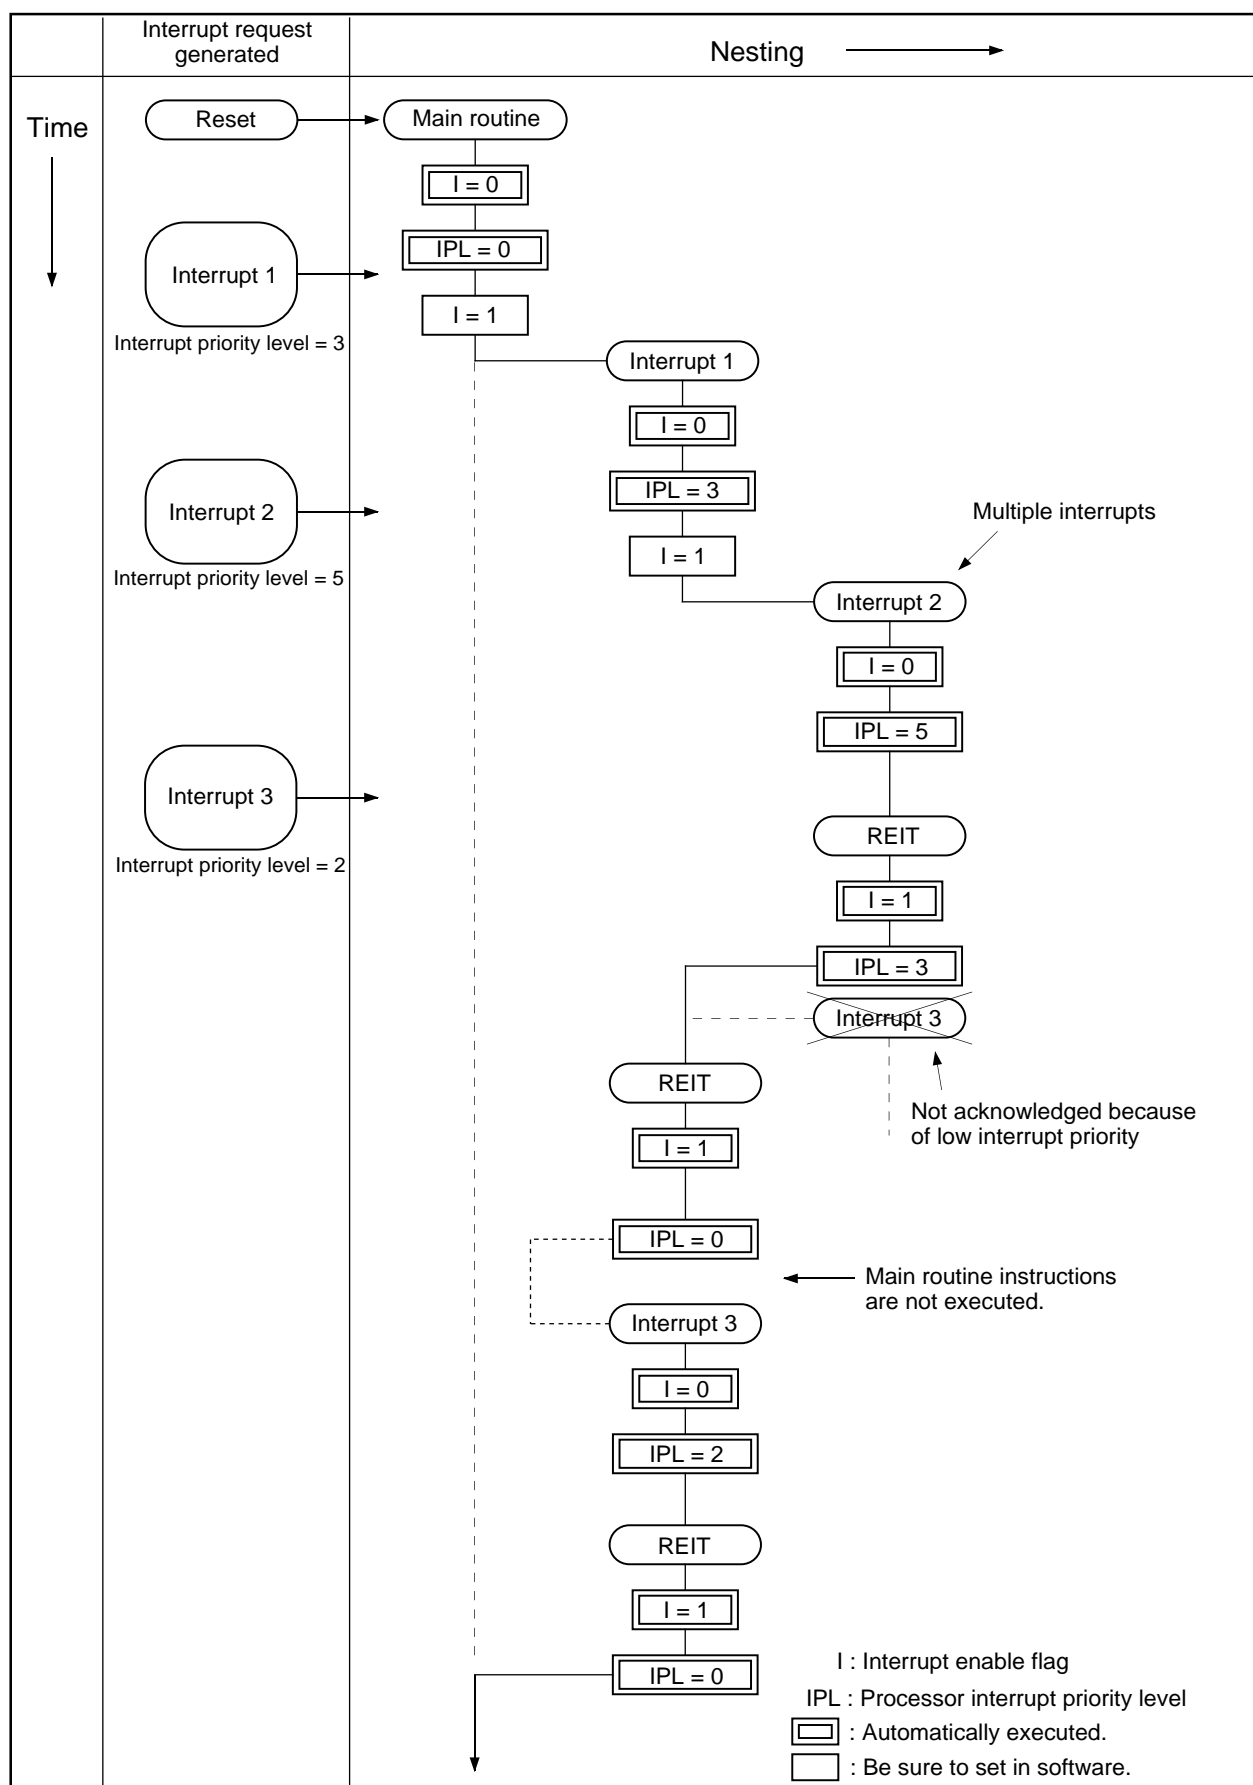 Interrupt request
generated
Nesting
Time
Reset
Main routine
I = 0
IPL = 0
Interrupt 1
Interrupt priority level = 3
I = 1
Interrupt 1
I = 0
IPL = 3
Interrupt 2
Interrupt priority level = 5
I = 1
Multiple interrupts
Interrupt 2
I = 0
IPL = 5
Interrupt 3
Interrupt priority level = 2
REIT
I = 1
IPL = 3
Interrupt 3
Not acknowledged because
of low interrupt priority
REIT
I = 1
IPL = 0
Main routine instructions
are not executed.
Interrupt 3
I = 0
IPL = 2
REIT
I = 1
IPL = 0
I : Interrupt enable flag
IPL : Processor interrupt priority level
: Automatically executed.
: Be sure to set in software.